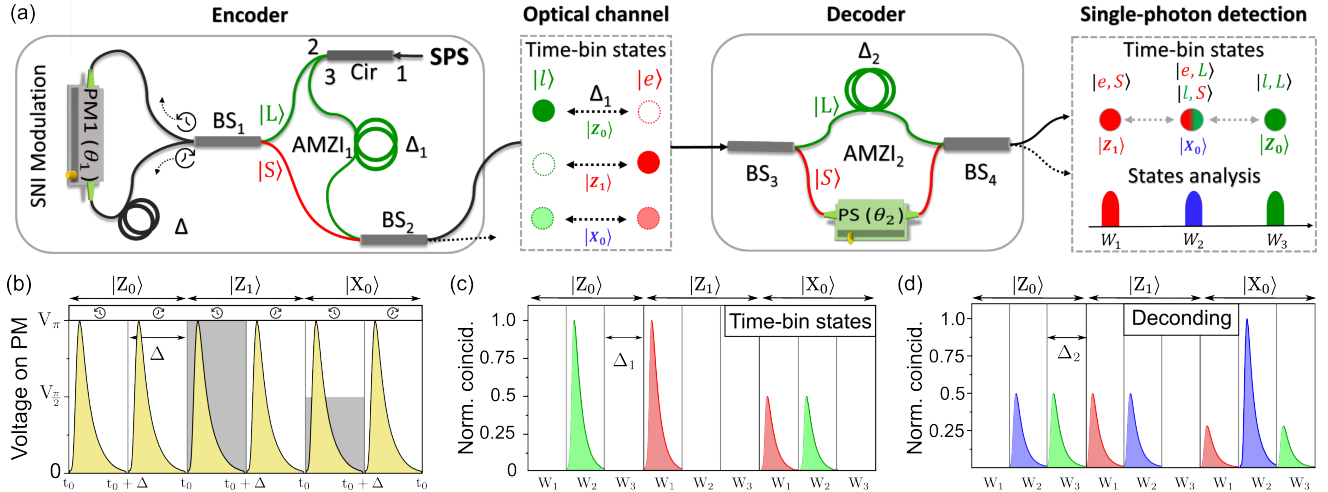 (a)
Encoder
SNI Modulation
PM1 (θ₁)
Δ
BS₁
|L⟩
|S⟩
2
3
Cir
1
SPS
AMZI₁
Δ₁
BS₂
Optical channel
Time-bin states
|l⟩
|e⟩
Δ₁
|Z₀⟩
|Z₁⟩
|X₀⟩
Decoder
BS₃
|L⟩
Δ₂
AMZI₂
|S⟩
PS (θ₂)
BS₄
Single-photon detection
Time-bin states
|e, S⟩
|e, L⟩
|l, S⟩
|l, L⟩
|Z₁⟩
|X₀⟩
|Z₀⟩
States analysis
W₁
W₂
W₃
(b)
|Z₀⟩ |Z₁⟩ |X₀⟩
Voltage on PM
V_π
V_π/2
0
Δ
t₀ t₀ + Δ t₀ t₀ + Δ t₀ t₀ + Δ t₀
(c)
|Z₀⟩ |Z₁⟩ |X₀⟩
Time-bin states
Norm. coincid.
1.0
0.75
0.50
0.25
0
Δ₁
W₁ W₂ W₃ W₁ W₂ W₃ W₁ W₂ W₃
(d)
|Z₀⟩ |Z₁⟩ |X₀⟩
Deconding
Norm. coincid.
1.0
0.75
0.50
0.25
Δ₂
W₁ W₂ W₃ W₁ W₂ W₃ W₁ W₂ W₃